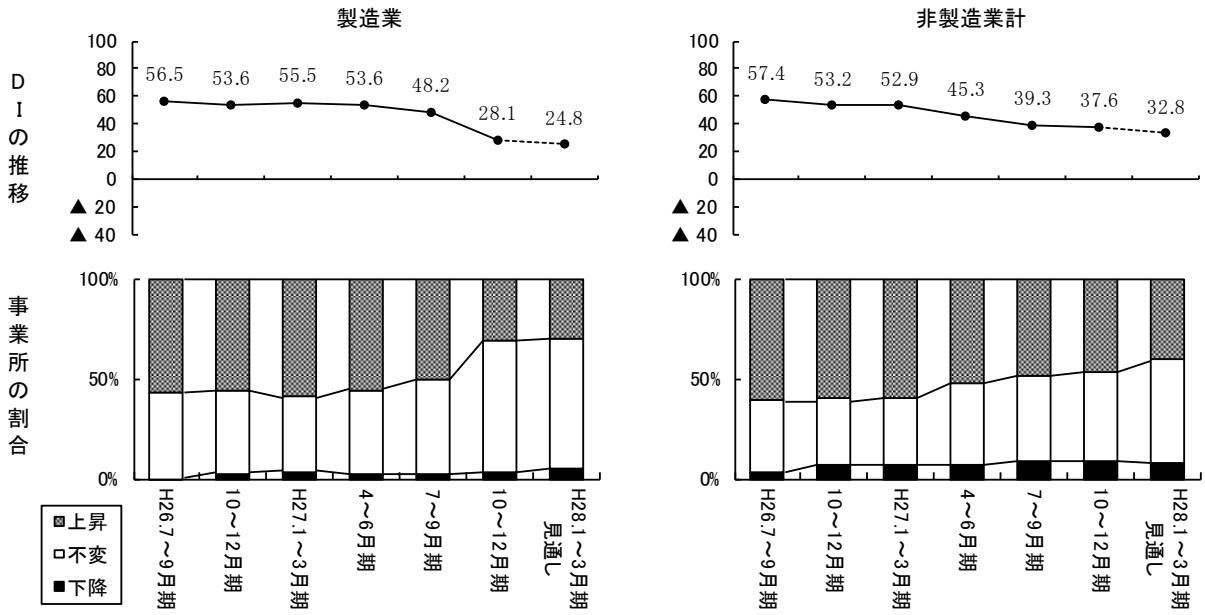 製造業
非製造業計
DIの推移
100
80
60
40
20
0
▲ 20
▲ 40
56.5
53.6
55.5
53.6
48.2
28.1
24.8
100
80
60
40
20
0
▲ 20
▲ 40
57.4
53.2
52.9
45.3
39.3
37.6
32.8
事業所の割合
100%
50%
0%
H26.7～9月期
10～12月期
H27.1～3月期
4～6月期
7～9月期
10～12月期
H28.1～3月期
見通し
100%
50%
0%
H26.7～9月期
10～12月期
H27.1～3月期
4～6月期
7～9月期
10～12月期
H28.1～3月期
見通し
上昇
不変
下降